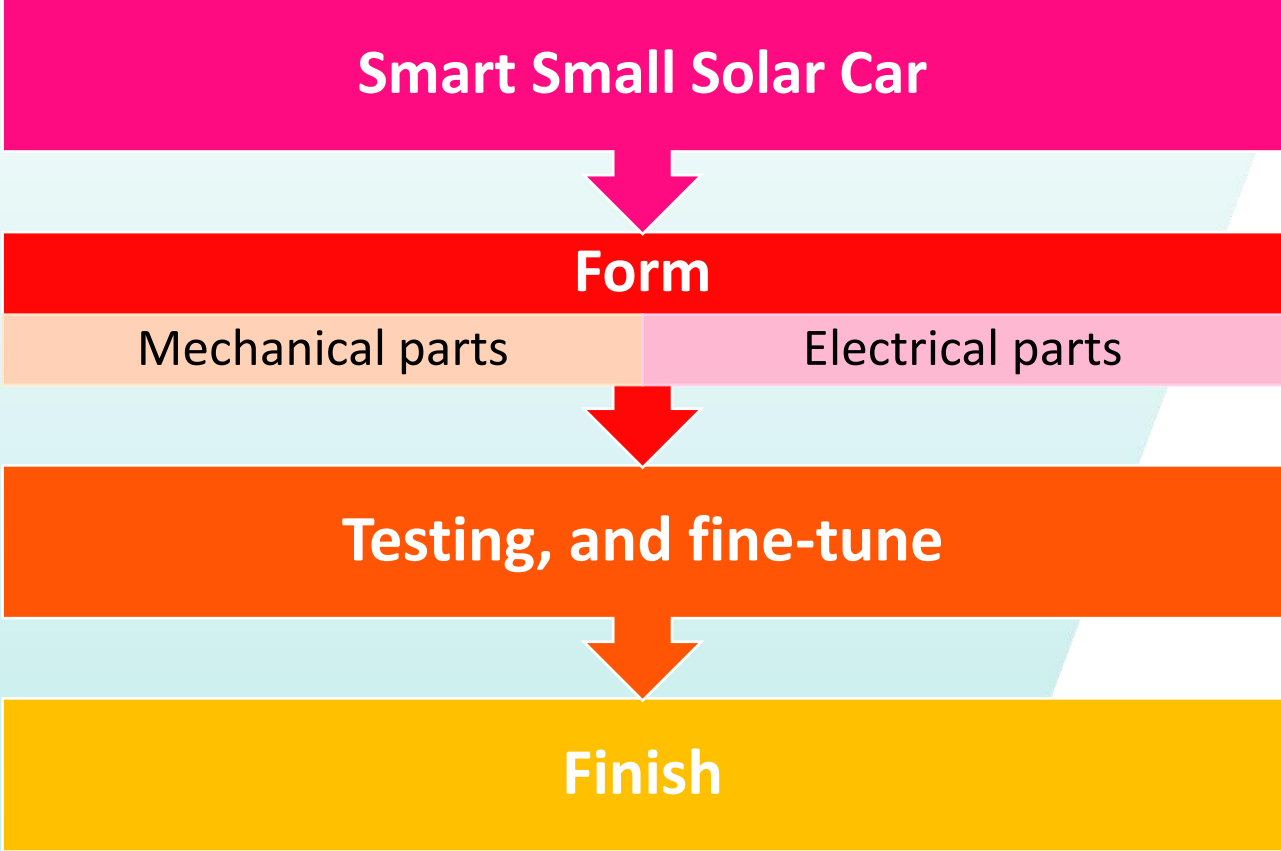 Smart Small Solar Car
Form
Mechanical parts
Electrical parts
Testing, and fine-tune
Finish